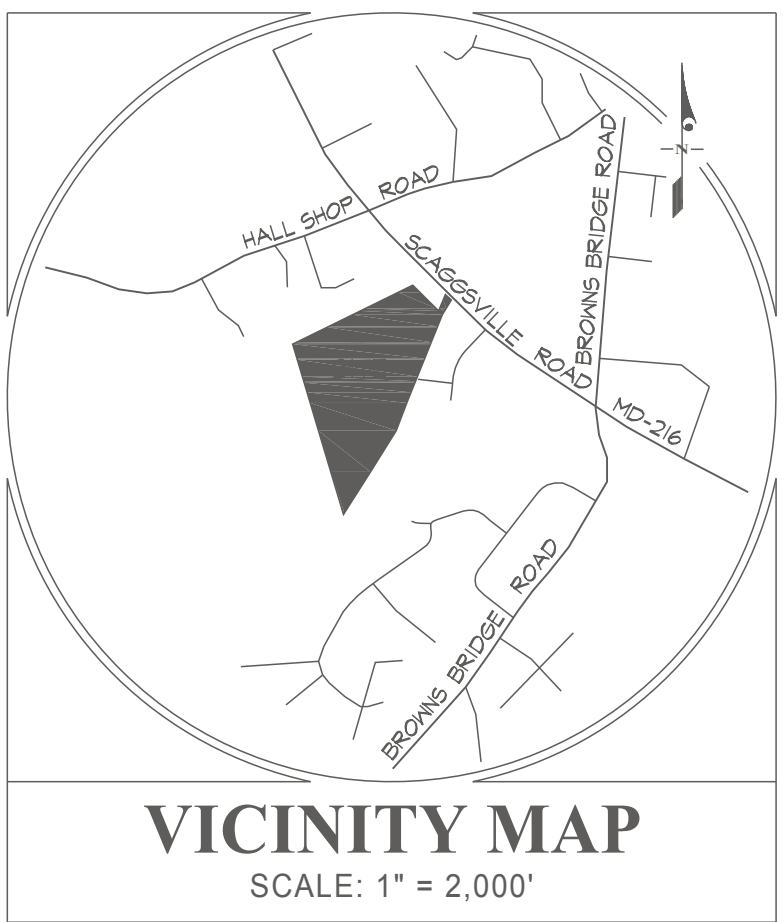 N
HALL SHOP ROAD
SCAGGSVILLE ROAD
BROWNS BRIDGE ROAD
MD-216
BROWNS BRIDGE ROAD
VICINITY MAP
SCALE: 1" = 2,000'